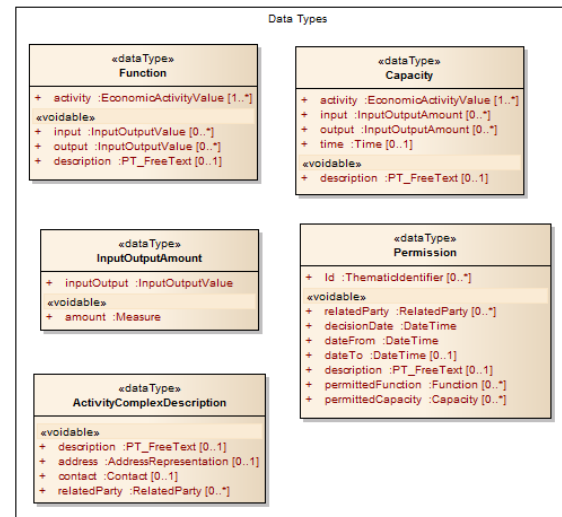 Data Types
«dataType»
Function
+ activity :EconomicActivityValue [1..*]
«voidable»
+ input :InputOutputValue [0..*]
+ output :InputOutputValue [0..*]
+ description :PT_FreeText [0..1]
«dataType»
Capacity
+ activity :EconomicActivityValue [1..*]
+ input :InputOutputAmount [0..*]
+ output :InputOutputAmount [0..*]
+ time :Time [0..1]
«voidable»
+ description :PT_FreeText [0..1]
«dataType»
InputOutputAmount
+ inputOutput :InputOutputValue
«voidable»
+ amount :Measure
«dataType»
Permission
+ Id :ThematicIdentifier [0..*]
«voidable»
+ relatedParty :RelatedParty [0..*]
+ decisionDate :DateTime
+ dateFrom :DateTime
+ dateTo :DateTime [0..1]
+ description :PT_FreeText [0..1]
+ permittedFunction :Function [0..*]
+ permittedCapacity :Capacity [0..*]
«dataType»
ActivityComplexDescription
«voidable»
+ description :PT_FreeText [0..1]
+ address :AddressRepresentation [0..1]
+ contact :Contact [0..1]
+ relatedParty :RelatedParty [0..*]